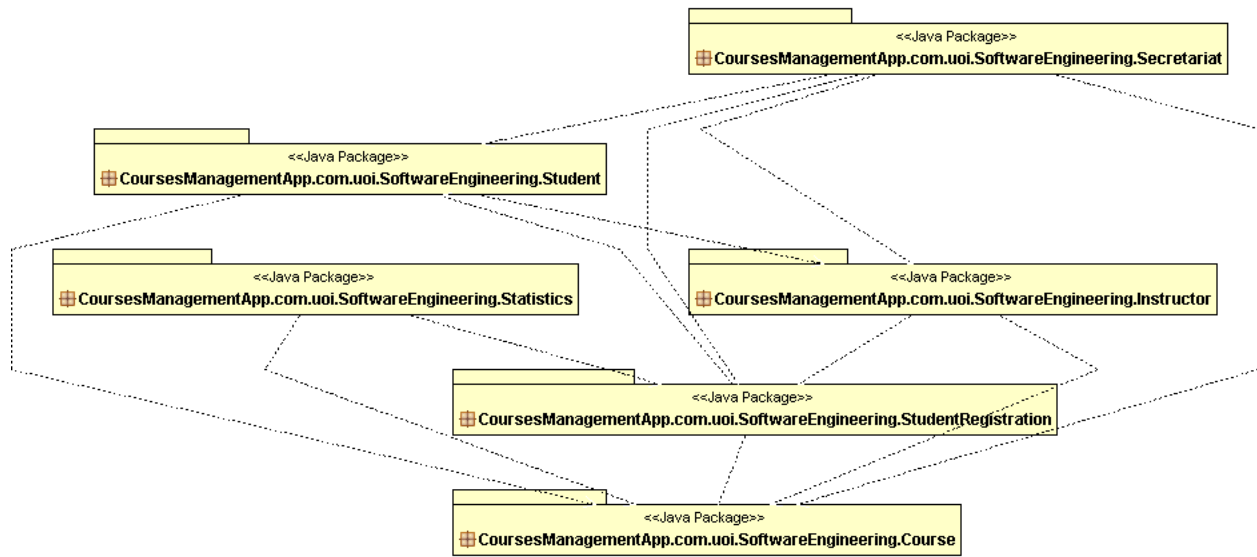 <<Java Package>>
CoursesManagementApp.com.uoi.SoftwareEngineering.Secretariat
<<Java Package>>
CoursesManagementApp.com.uoi.SoftwareEngineering.Student
<<Java Package>>
CoursesManagementApp.com.uoi.SoftwareEngineering.Statistics
<<Java Package>>
CoursesManagementApp.com.uoi.SoftwareEngineering.Instructor
<<Java Package>>
CoursesManagementApp.com.uoi.SoftwareEngineering.StudentRegistration
<<Java Package>>
CoursesManagementApp.com.uoi.SoftwareEngineering.Course